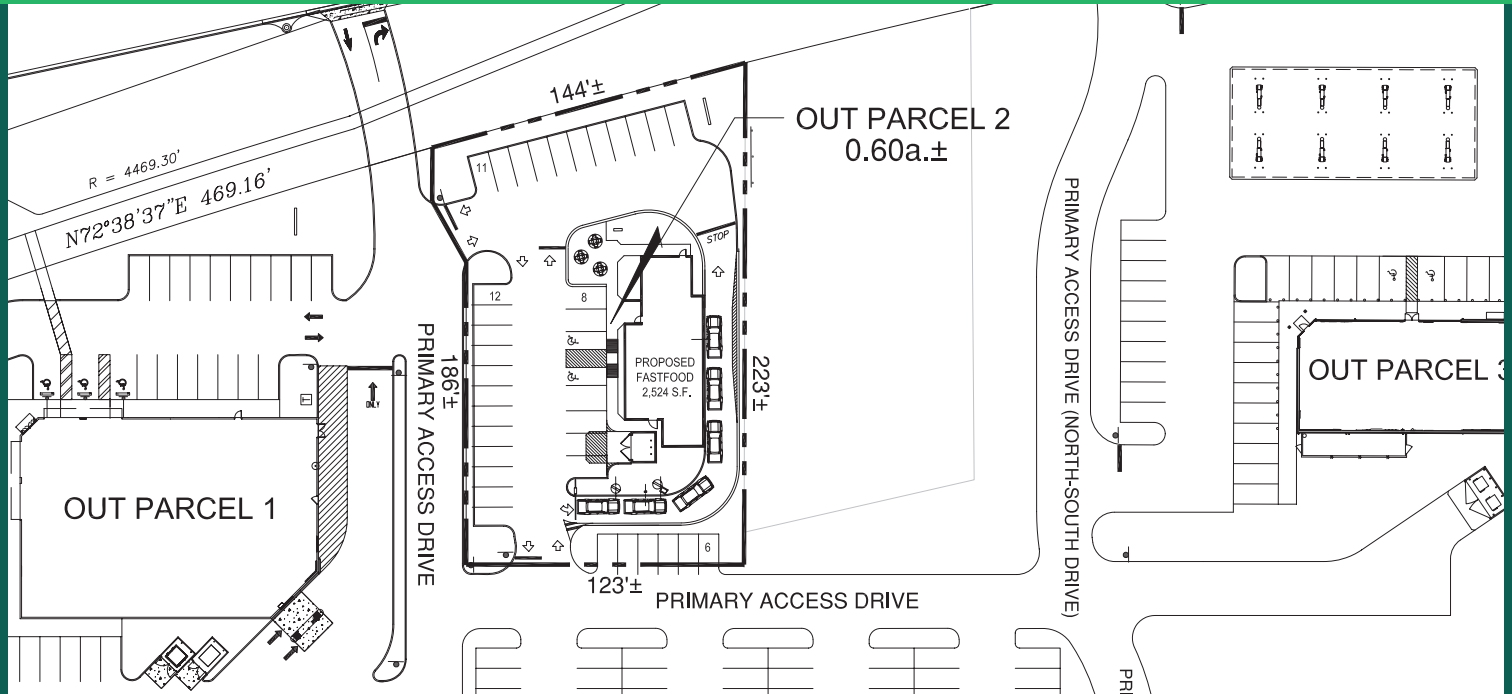 144'±
OUT PARCEL 2
0.60a.±
R = 4469.30'
N72°38'37"E 469.16'
11
STOP
12
8
PROPOSED
FASTFOOD
2,524 S.F.
186'±
223'±
PRIMARY ACCESS DRIVE
PRIMARY ACCESS DRIVE (NORTH-SOUTH DRIVE)
OUT PARCEL 3
ONLY
T
OUT PARCEL 1
6
123'±
PRIMARY ACCESS DRIVE
PRI